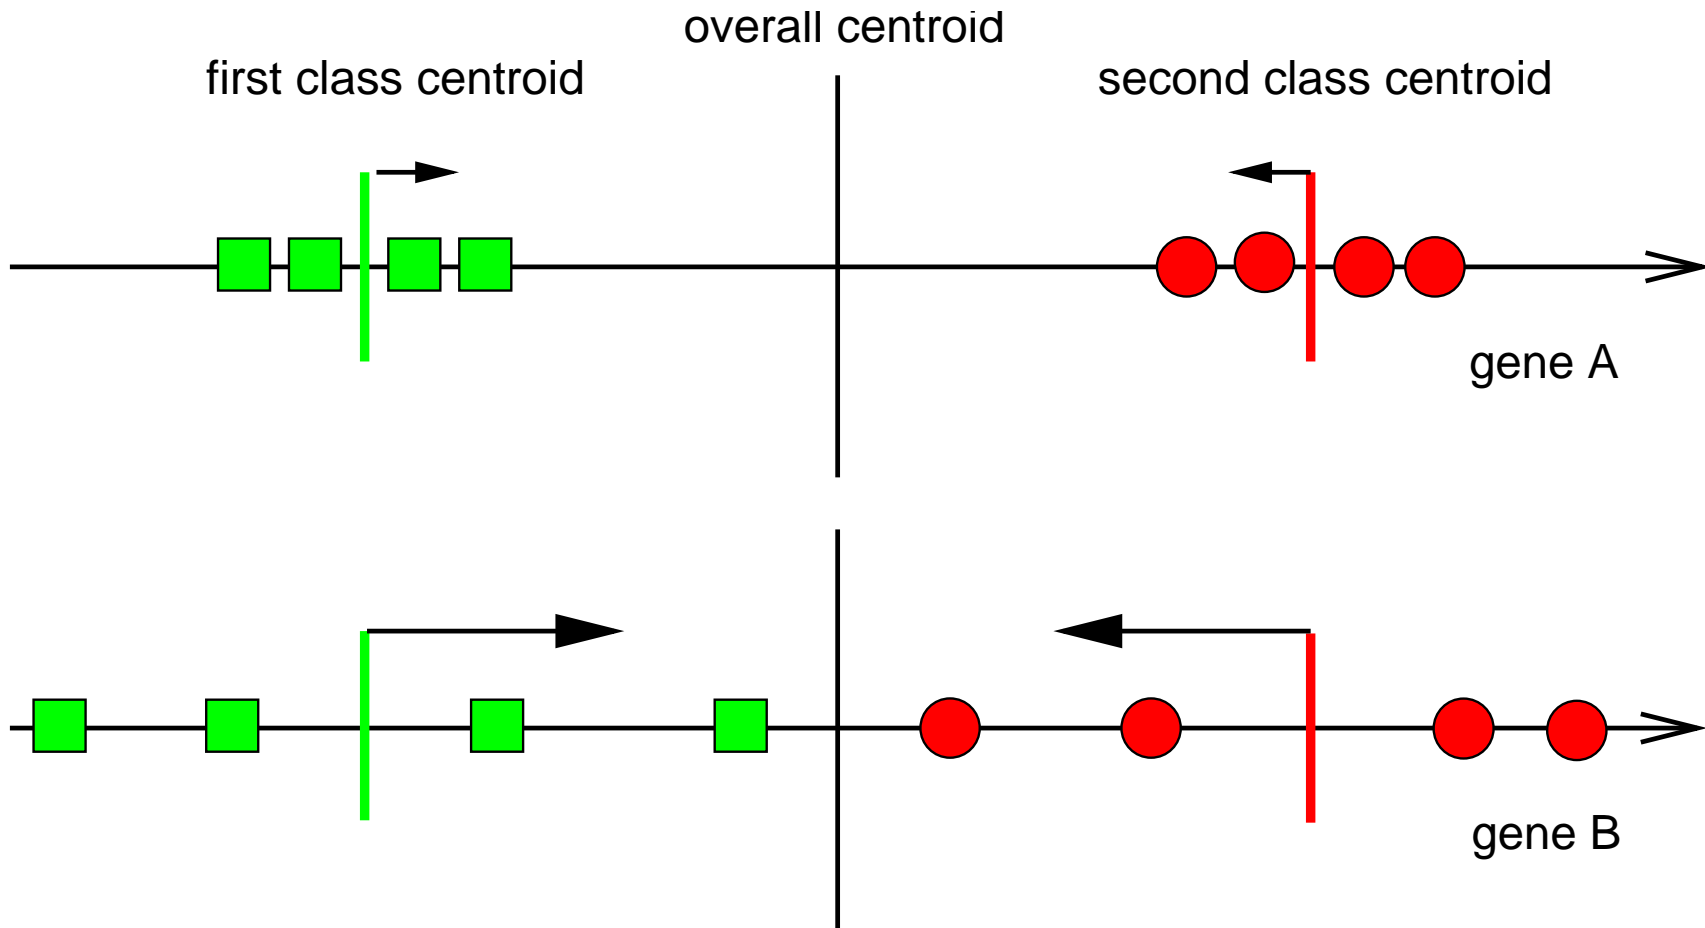 overall centroid
first class centroid
second class centroid
gene A
gene B